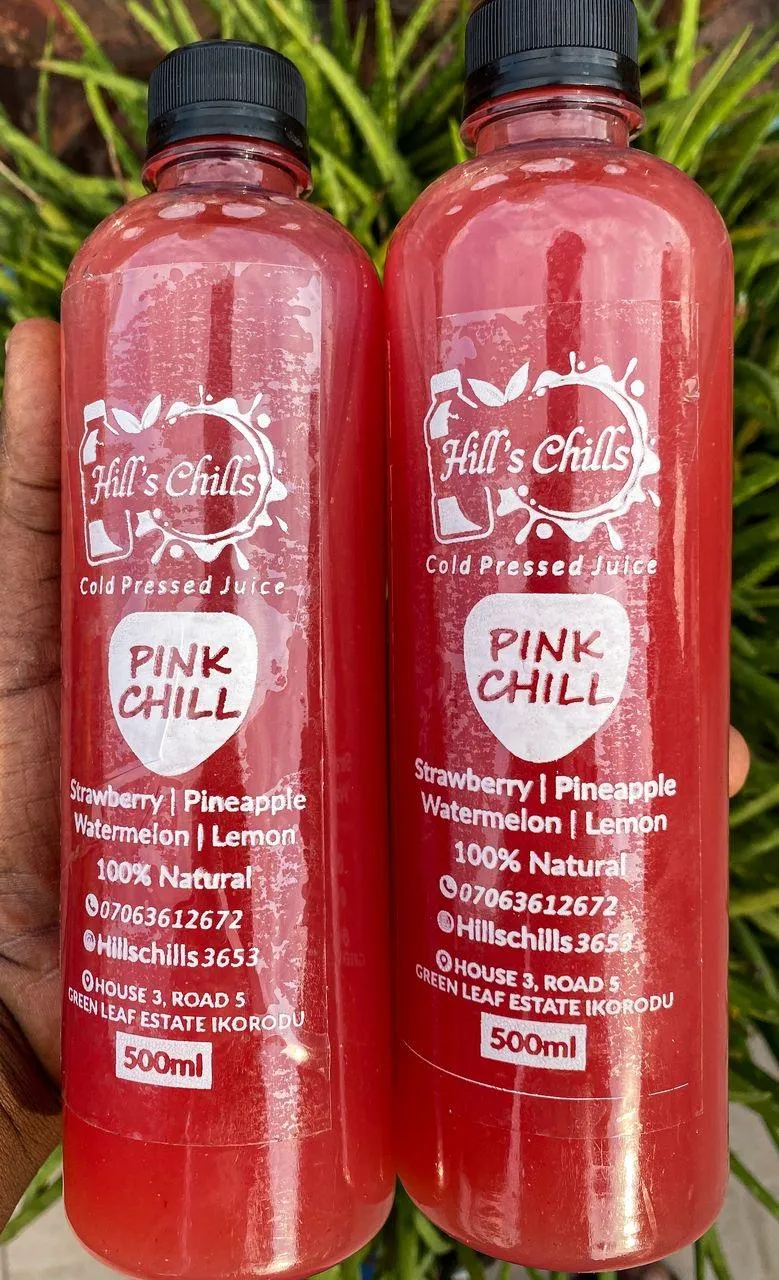 Hill's Chills
Cold Pressed Juice
PINK
CHILL
Strawberry | Pineapple
Watermelon | Lemon
100% Natural
07063612672
Hillschills3653
HOUSE 3, ROAD 5
GREEN LEAF ESTATE IKORODU
500ml
Hill's Chills
Cold Pressed Juice
PINK
CHILL
Strawberry | Pineapple
Watermelon | Lemon
100% Natural
07063612672
Hillschills3653
HOUSE 3, ROAD 5
GREEN LEAF ESTATE IKORODU
500ml